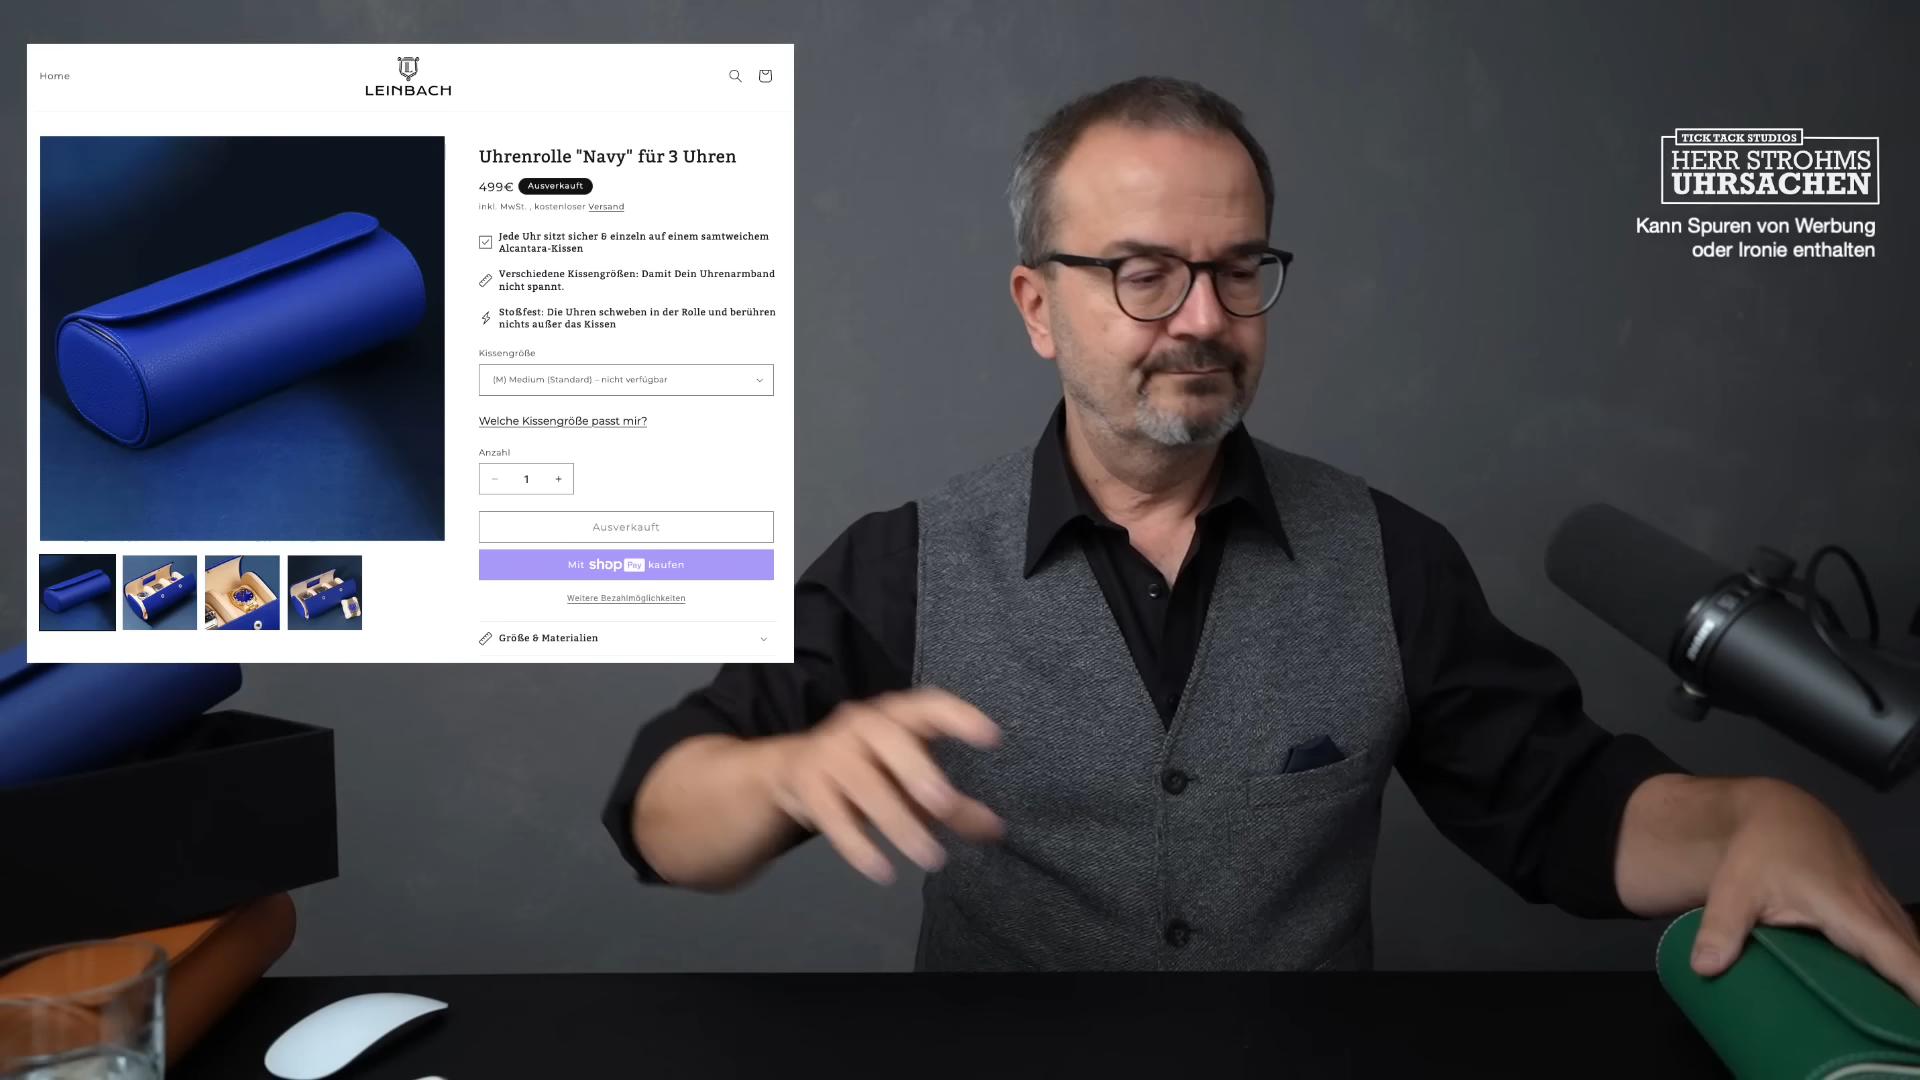 Home
LEINBACH
Uhrenrolle "Navy" für 3 Uhren
499€ Ausverkauft
inkl. MwSt. , kostenloser Versand
Jede Uhr sitzt sicher & einzeln auf einem samtweichem
Alcantara-Kissen
Verschiedene Kissengrößen: Damit Dein Uhrenarmband
nicht spannt.
Stoßfest: Die Uhren schweben in der Rolle und berühren
nichts außer das Kissen
Kissengröße
(M) Medium (Standard) – nicht verfügbar
Welche Kissengröße passt mir?
Anzahl
− 1 +
Ausverkauft
Mit shop Pay kaufen
Weitere Bezahlmöglichkeiten
Größe & Materialien
TICK TACK STUDIOS
HERR STROHMS
UHRSACHEN
Kann Spuren von Werbung
oder Ironie enthalten